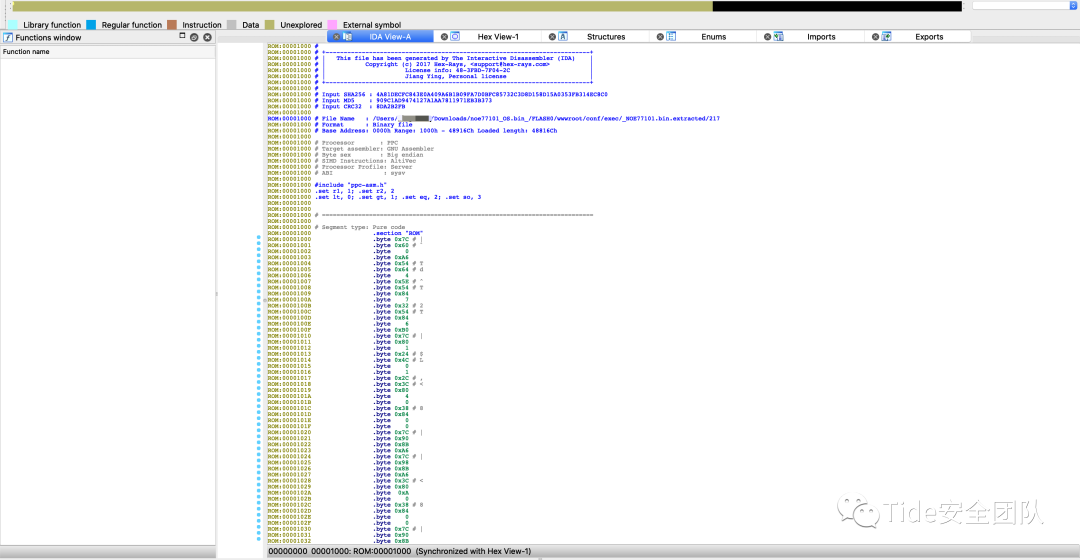 Library function Regular function Instruction Data Unexplored External symbol
Functions window
Function name
IDA View-A Hex View-1 Structures Enums Imports Exports
ROM:00001000 #
ROM:00001000 # +-------------------------------------------------------------------------+
ROM:00001000 # | This file has been generated by The Interactive Disassembler (IDA) |
ROM:00001000 # | Copyright (c) 2017 Hex-Rays, <support@hex-rays.com> |
ROM:00001000 # | License info: 48-3FBD-7F04-2C |
ROM:00001000 # | Jiang Ying, Personal license |
ROM:00001000 # +-------------------------------------------------------------------------+
ROM:00001000 #
ROM:00001000 # Input SHA256 :
ROM:00001000 # Input MD5 : 909C1AD9474127A1AA7811971EB3B373
ROM:00001000 # Input CRC32 : 8DA2B2FB
ROM:00001000
ROM:00001000 # File Name : /Users/ /Downloads/noe77101_OS.bin_/FLASH0/wwwroot/conf/exec/_NOE77101.bin.extracted/217
ROM:00001000 # Format : Binary file
ROM:00001000 # Base Address: 0000h Range: 1000h - 48916Ch Loaded length: 48816Ch
ROM:00001000
ROM:00001000 # Processor : PPC
ROM:00001000 # Target assembler: GNU Assembler
ROM:00001000 # Byte sex : Big endian
ROM:00001000 # SIMD Instructions: AltiVec
ROM:00001000 # Processor Profile: Server
ROM:00001000 # ABI : sysv
ROM:00001000
ROM:00001000 #include "ppc-asm.h"
ROM:00001000 .set r1, 1; .set r2, 2
ROM:00001000 .set lt, 0; .set gt, 1; .set eq, 2; .set so, 3
ROM:00001000
ROM:00001000
ROM:00001000 # ===========================================================================
ROM:00001000
ROM:00001000 # Segment type: Pure code
ROM:00001000 .section "ROM"
ROM:00001000 .byte 0x7C # |
ROM:00001001 .byte 0x60 # `
ROM:00001002 .byte 0
ROM:00001003 .byte 0xA6
ROM:00001004 .byte 0x54 # T
ROM:00001005 .byte 0x64 # d
ROM:00001006 .byte 4
ROM:00001007 .byte 0x5E # ^
ROM:00001008 .byte 0x54 # T
ROM:00001009 .byte 0x84
ROM:0000100A .byte 7
ROM:0000100B .byte 0x32 # 2
ROM:0000100C .byte 0x54 # T
ROM:0000100D .byte 0x84
ROM:0000100E .byte 6
ROM:0000100F .byte 0xB0
ROM:00001010 .byte 0x7C # |
ROM:00001011 .byte 0x80
ROM:00001012 .byte 1
ROM:00001013 .byte 0x24 # $
ROM:00001014 .byte 0x4C # L
ROM:00001015 .byte 0
ROM:00001016 .byte 1
ROM:00001017 .byte 0x2C # ,
ROM:00001018 .byte 0x3C # <
ROM:00001019 .byte 0x80
ROM:0000101A .byte 4
ROM:0000101B .byte 0
ROM:0000101C .byte 0x38 # 8
ROM:0000101D .byte 0x84
ROM:0000101E .byte 0
ROM:0000101F .byte 0
ROM:00001020 .byte 0x7C # |
ROM:00001021 .byte 0x90
ROM:00001022 .byte 0x8B
ROM:00001023 .byte 0xA6
ROM:00001024 .byte 0x7C # |
ROM:00001025 .byte 0x98
ROM:00001026 .byte 0x8B
ROM:00001027 .byte 0xA6
ROM:00001028 .byte 0x3C # <
ROM:00001029 .byte 0x80
ROM:0000102A .byte 0xA
ROM:0000102B .byte 0
ROM:0000102C .byte 0x38 # 8
ROM:0000102D .byte 0x84
ROM:0000102E .byte 0
ROM:0000102F .byte 0
ROM:00001030 .byte 0x7C # |
ROM:00001031 .byte 0x90
ROM:00001032 .byte 0x8B
Tide安全团队
00000000 00001000: ROM:00001000 (Synchronized with Hex View-1)